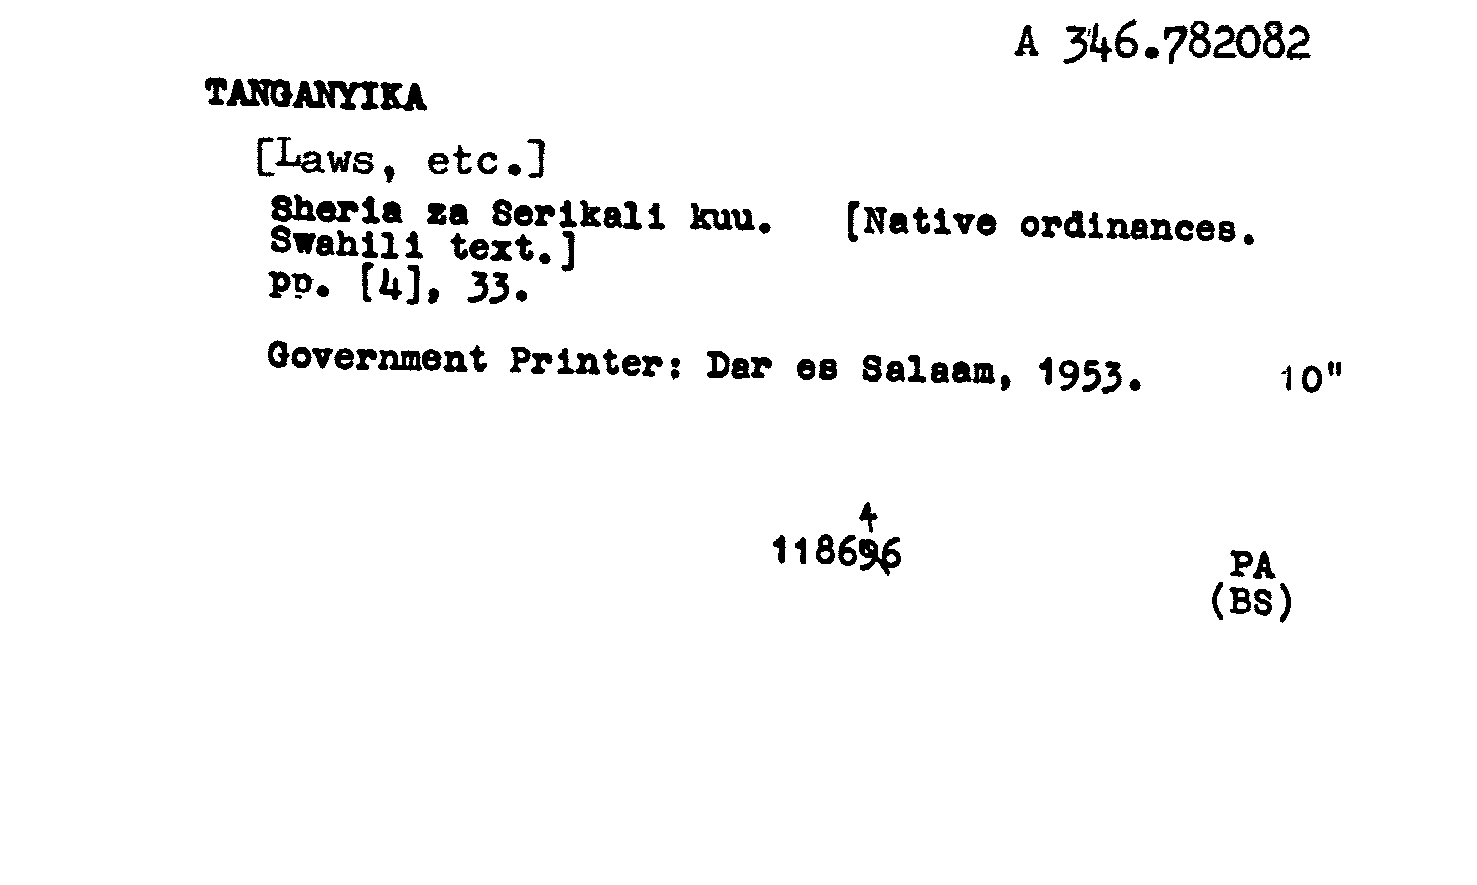 A 346.782082
TANGANYIKA
[Laws, etc.]
Sheria za Serikali kuu. [Native ordinances.
Swahili text.]
pp. [4], 33.
Government Printer: Dar es Salaam, 1953. 10"
4
118696
PA
(BS)